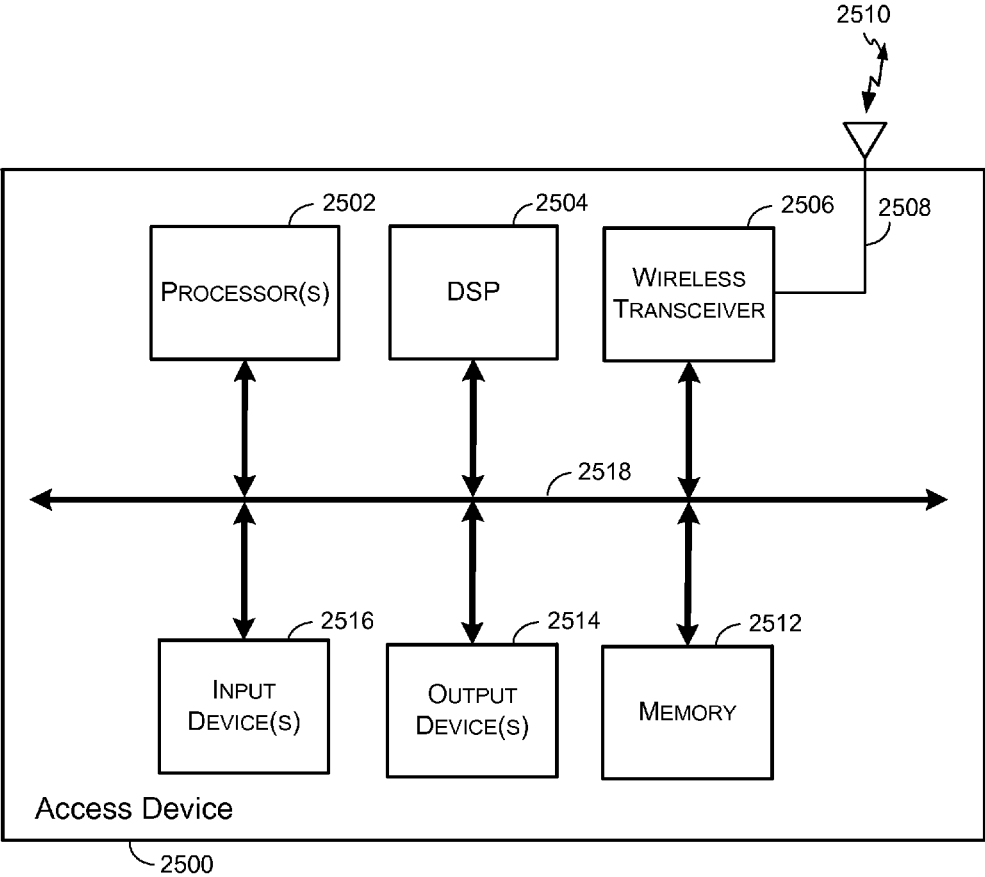 2510
2502
2504
2506
2508
PROCESSOR(S)
DSP
WIRELESS
TRANSCEIVER
2518
2516
2514
2512
INPUT
DEVICE(S)
OUTPUT
DEVICE(S)
MEMORY
Access Device
2500